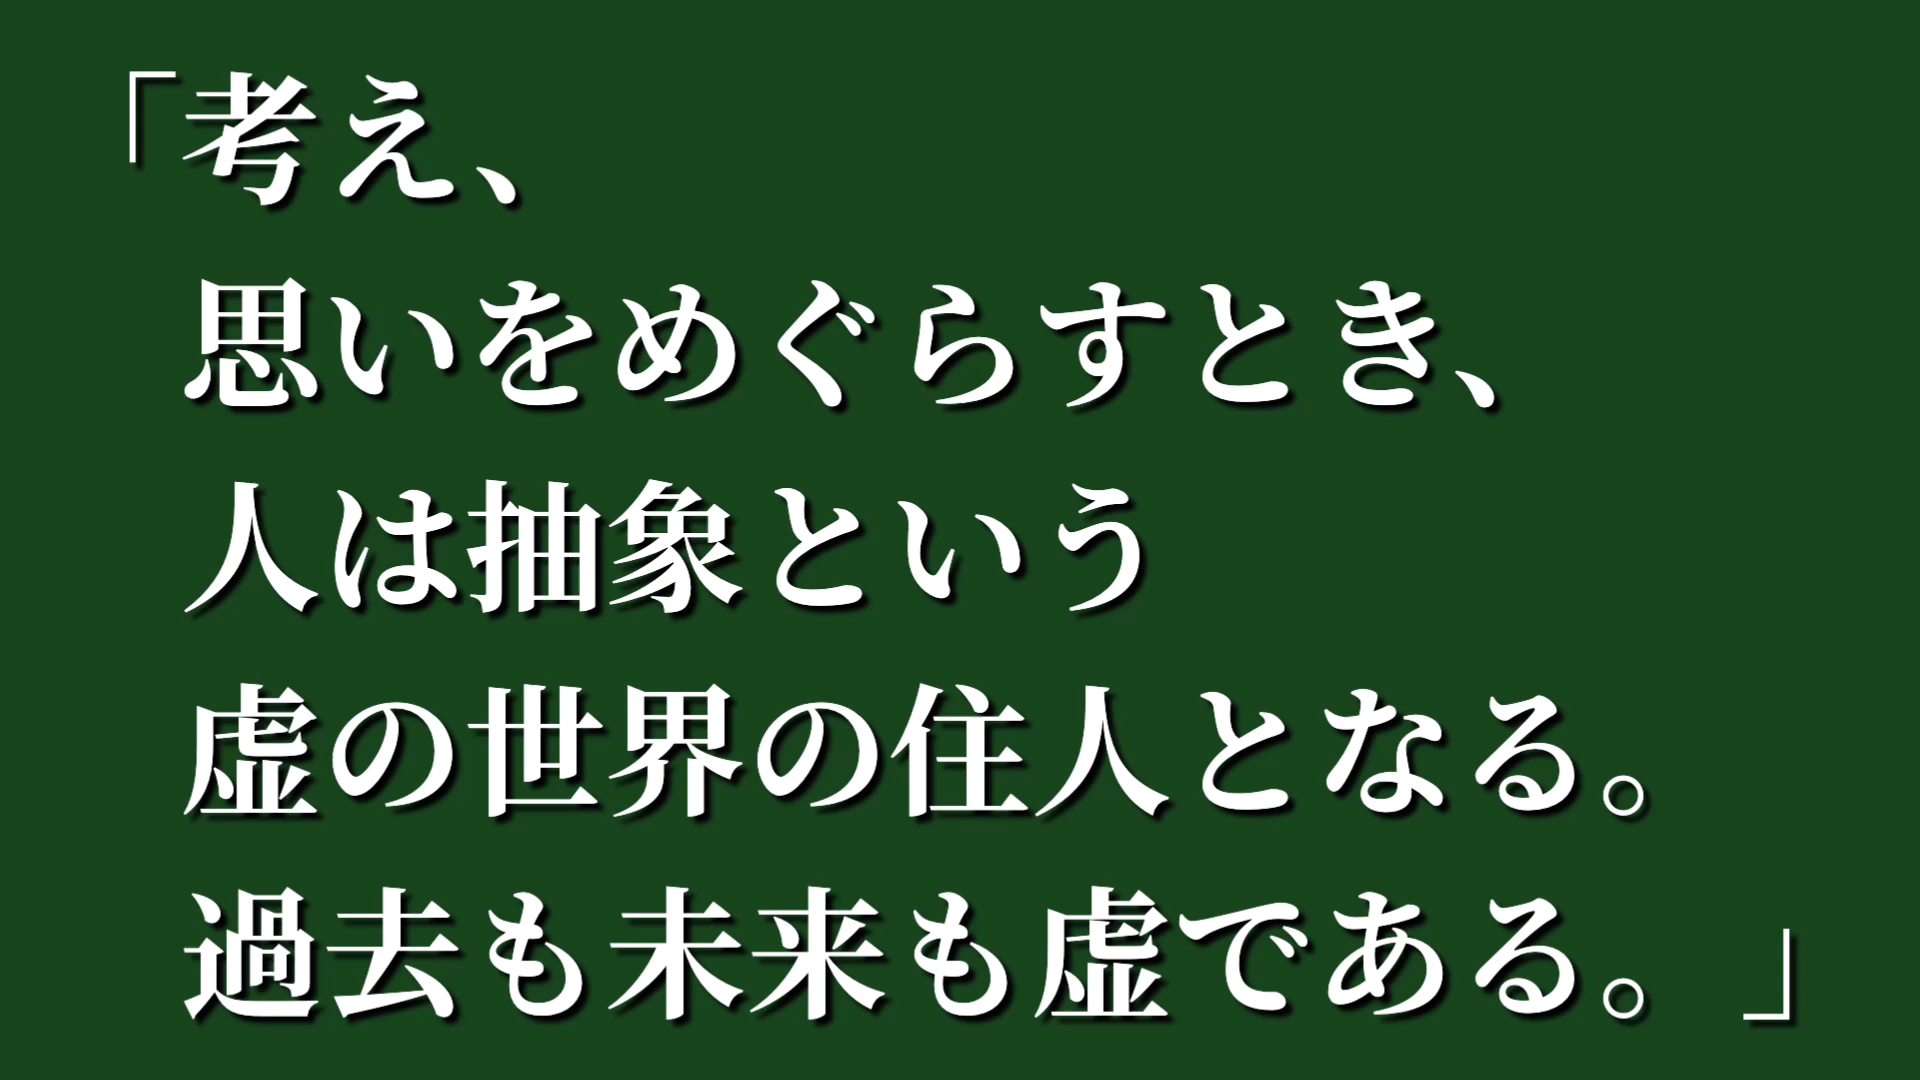 「考え、
思いをめぐらすとき、
人は抽象という
虚の世界の住人となる。
過去も未来も虚である。」